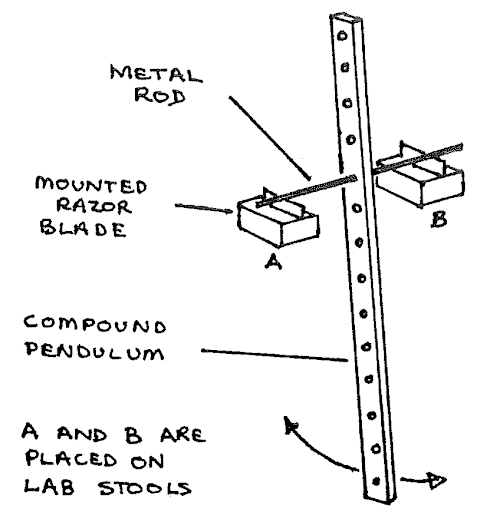 METAL
ROD
MOUNTED
RAZOR
BLADE
A
B
COMPOUND
PENDULUM
A AND B ARE
PLACED ON
LAB STOOLS